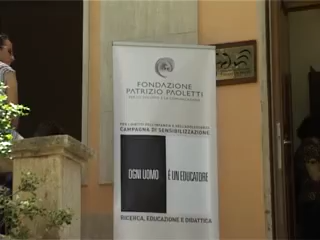 FONDAZIONE
PATRIZIO PAOLETTI
CAMPAGNA DI SENSIBILIZZAZIONE
OGNI UOMO È UN EDUCATORE
RICERCA, EDUCAZIONE E DIDATTICA